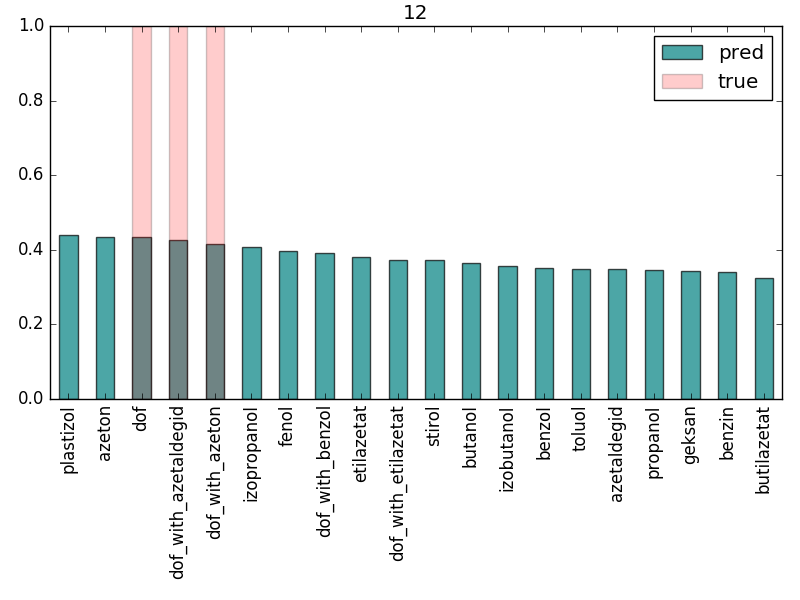 12
1.0
0.8
0.6
0.4
0.2
0.0
pred
true
plastizol
azeton
dof
dof_with_azetaldegid
dof_with_azeton
izopropanol
fenol
dof_with_benzol
etilazetat
dof_with_etilazetat
stirol
butanol
izobutanol
benzol
toluol
azetaldegid
propanol
geksan
benzin
butilazetat